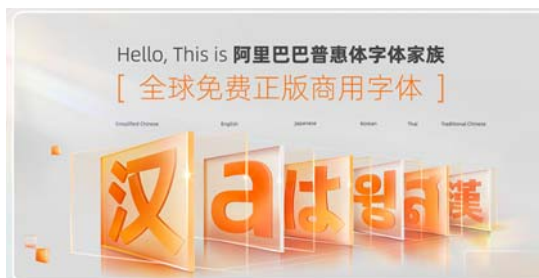 Hello, This is 阿里巴巴普惠体字体家族
[ 全球免费正版商用字体 ]
Simplified Chinese English Japanese Korean Thai Traditional Chinese
汉 a は 윙 ส 漢